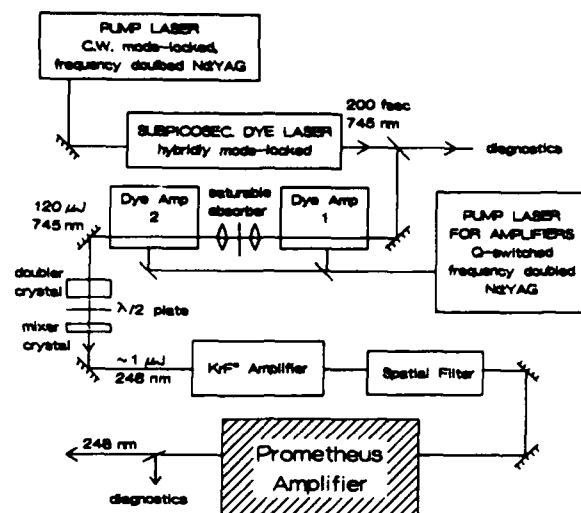 PUMP LASER
C.W. mode-locked,
frequency doulbed Nd:YAG
SUBPICOSEC. DYE LASER
hybridly mode-locked
200 fsec
745 nm
diagnostics
120 µJ
745 nm
Dye Amp
2
saturable
absorber
Dye Amp
1
PUMP LASER
FOR AMPLIFIERS
Q-switched
frequency doubled
Nd:YAG
doubler
crystal
λ/2 plate
mixer
crystal
~1 µJ
248 nm
KrF* Amplifier
Spatial Filter
248 nm
diagnostics
Prometheus
Amplifier